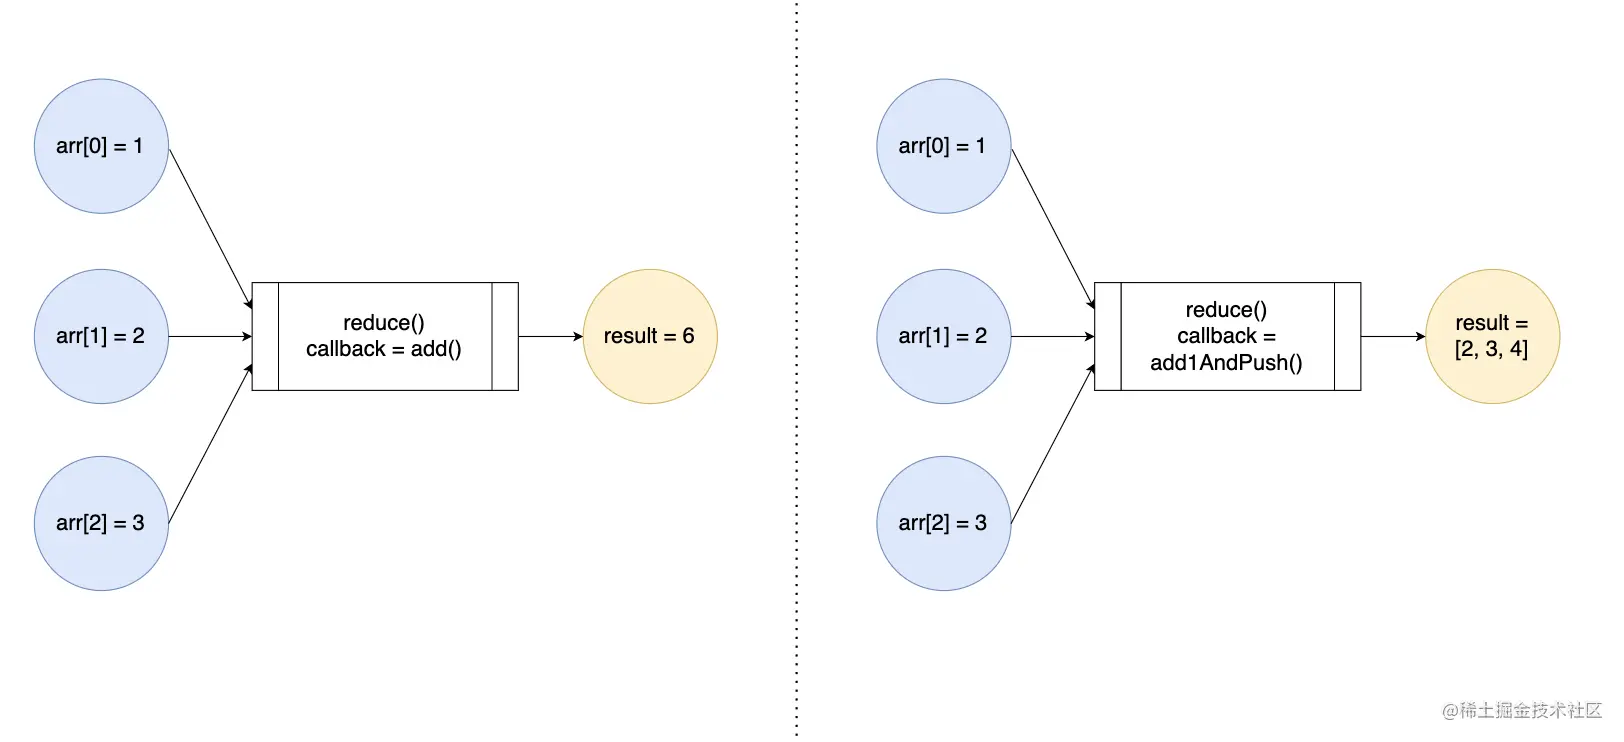 arr[0] = 1
arr[1] = 2
arr[2] = 3
reduce()
callback = add()
result = 6
arr[0] = 1
arr[1] = 2
arr[2] = 3
reduce()
callback =
add1AndPush()
result =
[2, 3, 4]
@稀土掘金技术社区